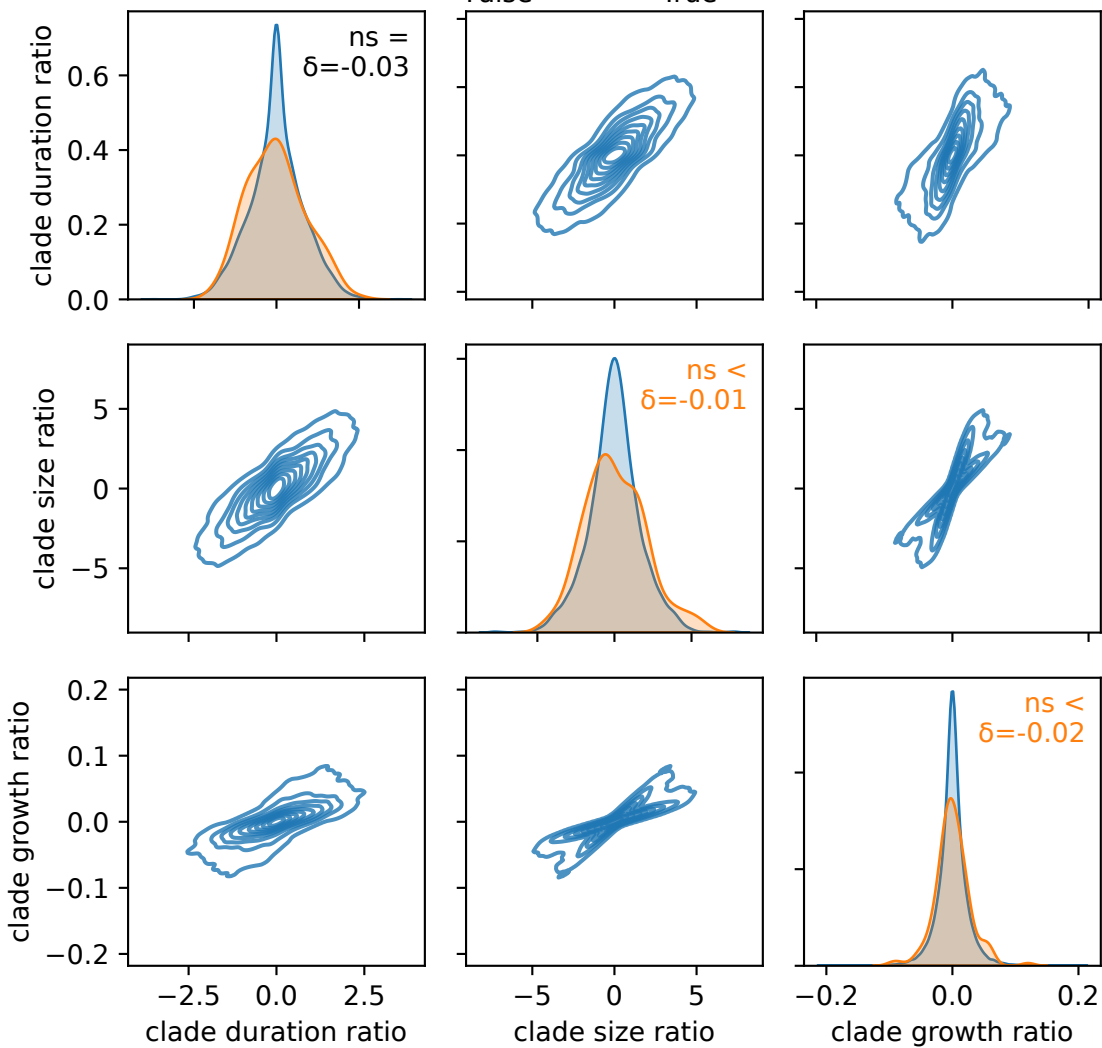 clade duration ratio
0.6
0.4
0.2
0.0
ns =
δ=-0.03
clade size ratio
5
0
−5
ns <
δ=-0.01
clade growth ratio
0.2
0.1
0.0
−0.1
−0.2
ns <
δ=-0.02
−2.5 0.0 2.5
−5 0 5
−0.2 0.0 0.2
clade duration ratio
clade size ratio
clade growth ratio